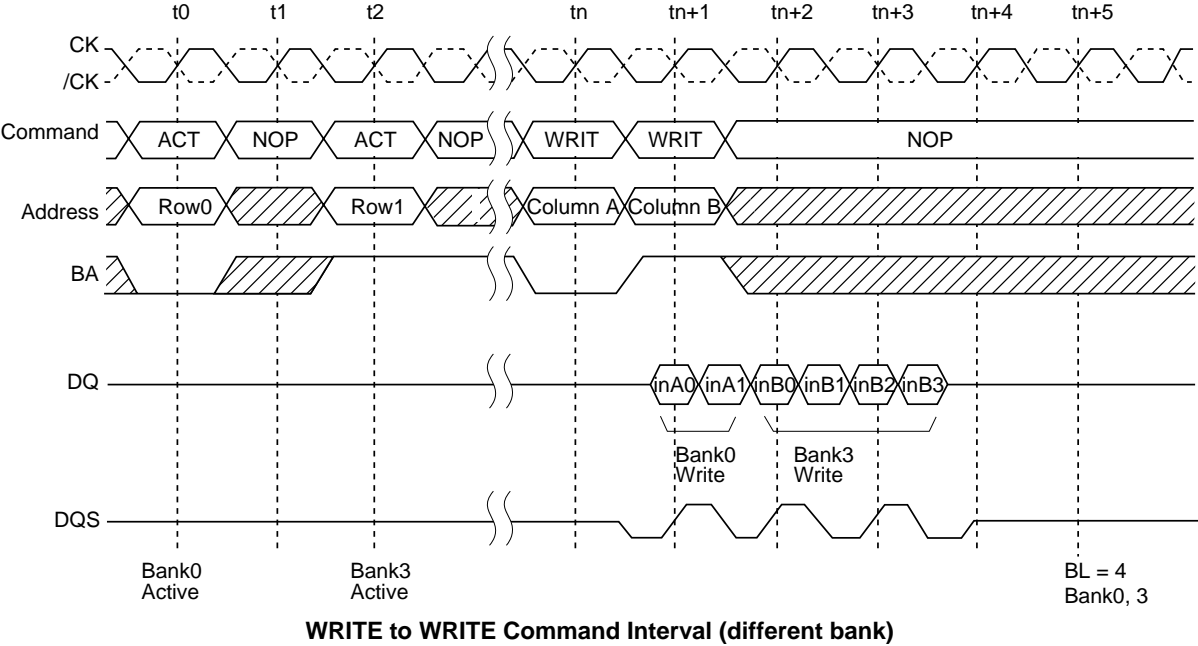 t0 t1 t2 tn tn+1 tn+2 tn+3 tn+4 tn+5
CK
/CK
Command ACT NOP ACT NOP WRIT WRIT NOP
Address Row0 Row1 Column A Column B
BA
DQ inA0 inA1 inB0 inB1 inB2 inB3
Bank0 Bank3
Write Write
DQS
Bank0 Bank3 BL = 4
Active Active Bank0, 3
WRITE to WRITE Command Interval (different bank)